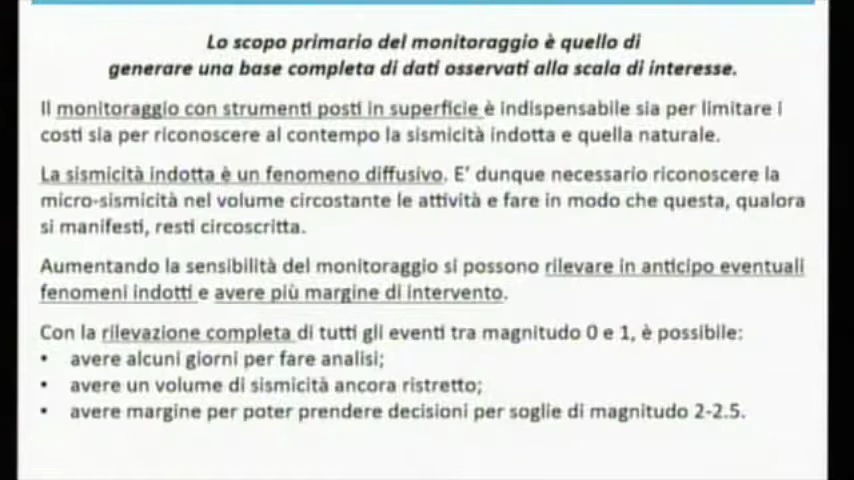 Lo scopo primario del monitoraggio è quello di
generare una base completa di dati osservati alla scala di interesse.
Il monitoraggio con strumenti posti in superficie è indispensabile sia per limitare i
costi sia per riconoscere al contempo la sismicità indotta e quella naturale.
La sismicità indotta è un fenomeno diffusivo. E’ dunque necessario riconoscere la
micro-sismicità nel volume circostante le attività e fare in modo che questa, qualora
si manifesti, resti circoscritta.
Aumentando la sensibilità del monitoraggio si possono rilevare in anticipo eventuali
fenomeni indotti e avere più margine di intervento.
Con la rilevazione completa di tutti gli eventi tra magnitudo 0 e 1, è possibile:
• avere alcuni giorni per fare analisi;
• avere un volume di sismicità ancora ristretto;
• avere margine per poter prendere decisioni per soglie di magnitudo 2-2.5.